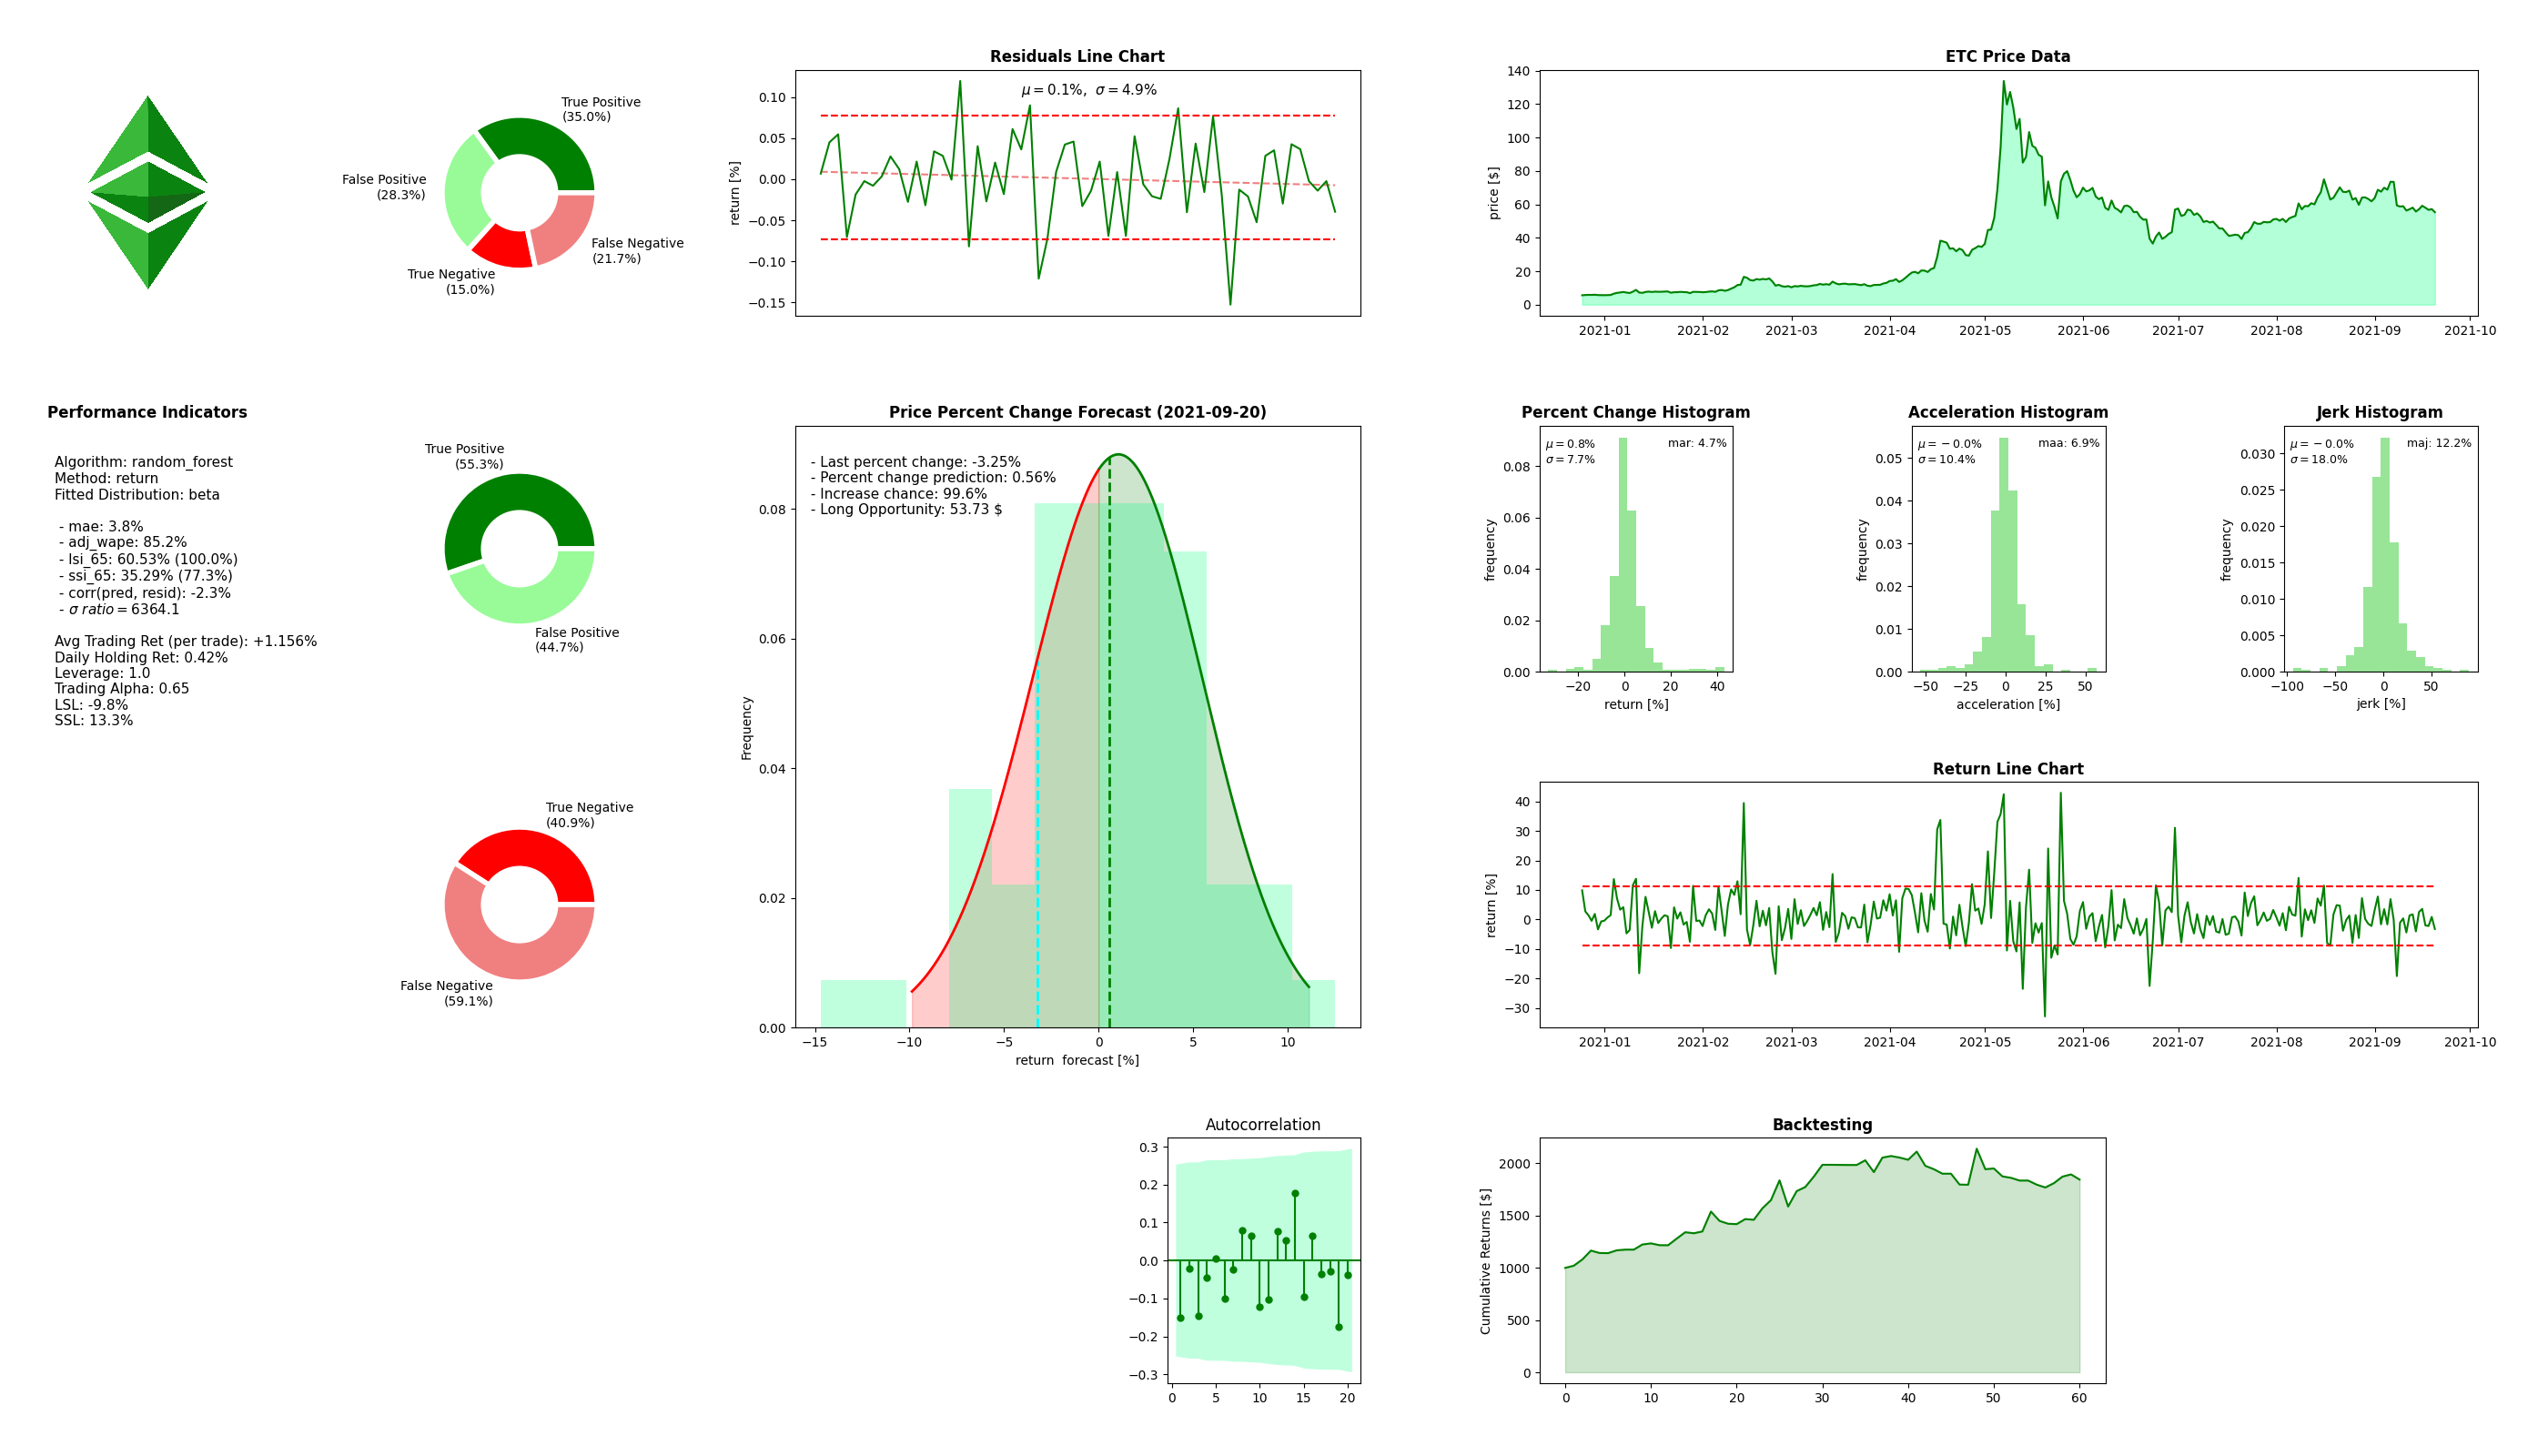 True Positive
(35.0%)
False Positive
(28.3%)
True Negative
(15.0%)
False Negative
(21.7%)
Residuals Line Chart
μ = 0.1%, σ = 4.9%
return [%]
0.10
0.05
0.00
−0.05
−0.10
−0.15
ETC Price Data
price [$]
140
120
100
80
60
40
20
0
2021-01 2021-02 2021-03 2021-04 2021-05 2021-06 2021-07 2021-08 2021-09 2021-10
Performance Indicators
Algorithm: random_forest
Method: return
Fitted Distribution: beta
- mae: 3.8%
- adj_wape: 85.2%
- lsi_65: 60.53% (100.0%)
- ssi_65: 35.29% (77.3%)
- corr(pred, resid): -2.3%
- σ ratio = 6364.1
Avg Trading Ret (per trade): +1.156%
Daily Holding Ret: 0.42%
Leverage: 1.0
Trading Alpha: 0.65
LSL: -9.8%
SSL: 13.3%
True Positive
(55.3%)
False Positive
(44.7%)
True Negative
(40.9%)
False Negative
(59.1%)
Price Percent Change Forecast (2021-09-20)
- Last percent change: -3.25%
- Percent change prediction: 0.56%
- Increase chance: 99.6%
- Long Opportunity: 53.73 $
Frequency
0.08
0.06
0.04
0.02
0.00
−15 −10 −5 0 5 10
return forecast [%]
Percent Change Histogram
μ = 0.8%
σ = 7.7%
mar: 4.7%
frequency
0.08
0.06
0.04
0.02
0.00
−20 0 20 40
return [%]
Acceleration Histogram
μ = −0.0%
σ = 10.4%
maa: 6.9%
frequency
0.05
0.04
0.03
0.02
0.01
0.00
−50 −25 0 25 50
acceleration [%]
Jerk Histogram
μ = −0.0%
σ = 18.0%
maj: 12.2%
frequency
0.030
0.025
0.020
0.015
0.010
0.005
0.000
−100 −50 0 50
jerk [%]
Return Line Chart
return [%]
40
30
20
10
0
−10
−20
−30
2021-01 2021-02 2021-03 2021-04 2021-05 2021-06 2021-07 2021-08 2021-09 2021-10
Autocorrelation
0.3
0.2
0.1
0.0
−0.1
−0.2
−0.3
0 5 10 15 20
Backtesting
Cumulative Returns [$]
2000
1500
1000
500
0
0 10 20 30 40 50 60